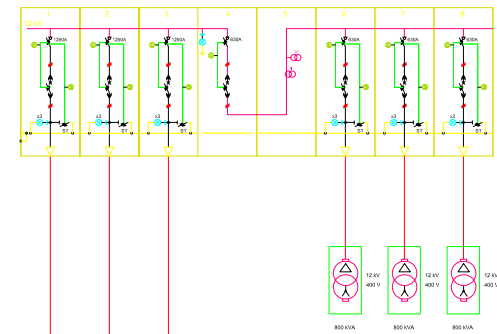 1 2 3 4 5 6 7 8
12 kV
1250A 1250A 1250A 630A 630A 630A 630A
x3 x3 x3 x3 x3 x3
ST ST ST ST ST ST
12 kV 12 kV 12 kV
400 V 400 V 400 V
800 kVA 800 kVA 800 kVA